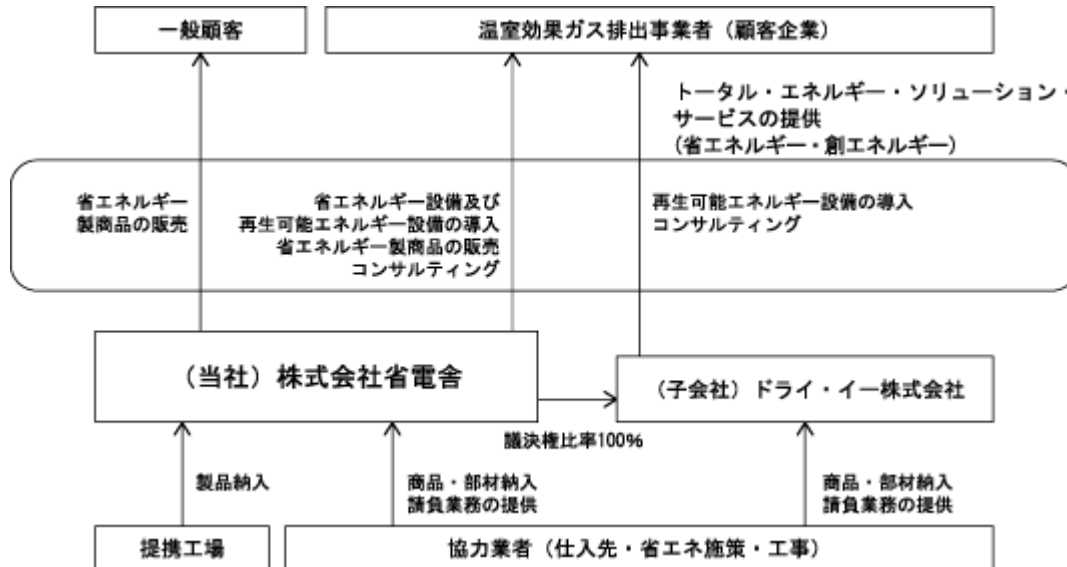 一般顧客
温室効果ガス排出事業者（顧客企業）
トータル・エネルギー・ソリューション・
サービスの提供
(省エネルギー・創エネルギー)
省エネルギー
製商品の販売
省エネルギー設備及び
再生可能エネルギー設備の導入
省エネルギー製商品の販売
コンサルティング
再生可能エネルギー設備の導入
コンサルティング
（当社）株式会社省電舎
（子会社）ドライ・イー株式会社
議決権比率100%
製品納入
商品・部材納入
請負業務の提供
商品・部材納入
請負業務の提供
提携工場
協力業者（仕入先・省エネ施策・工事）